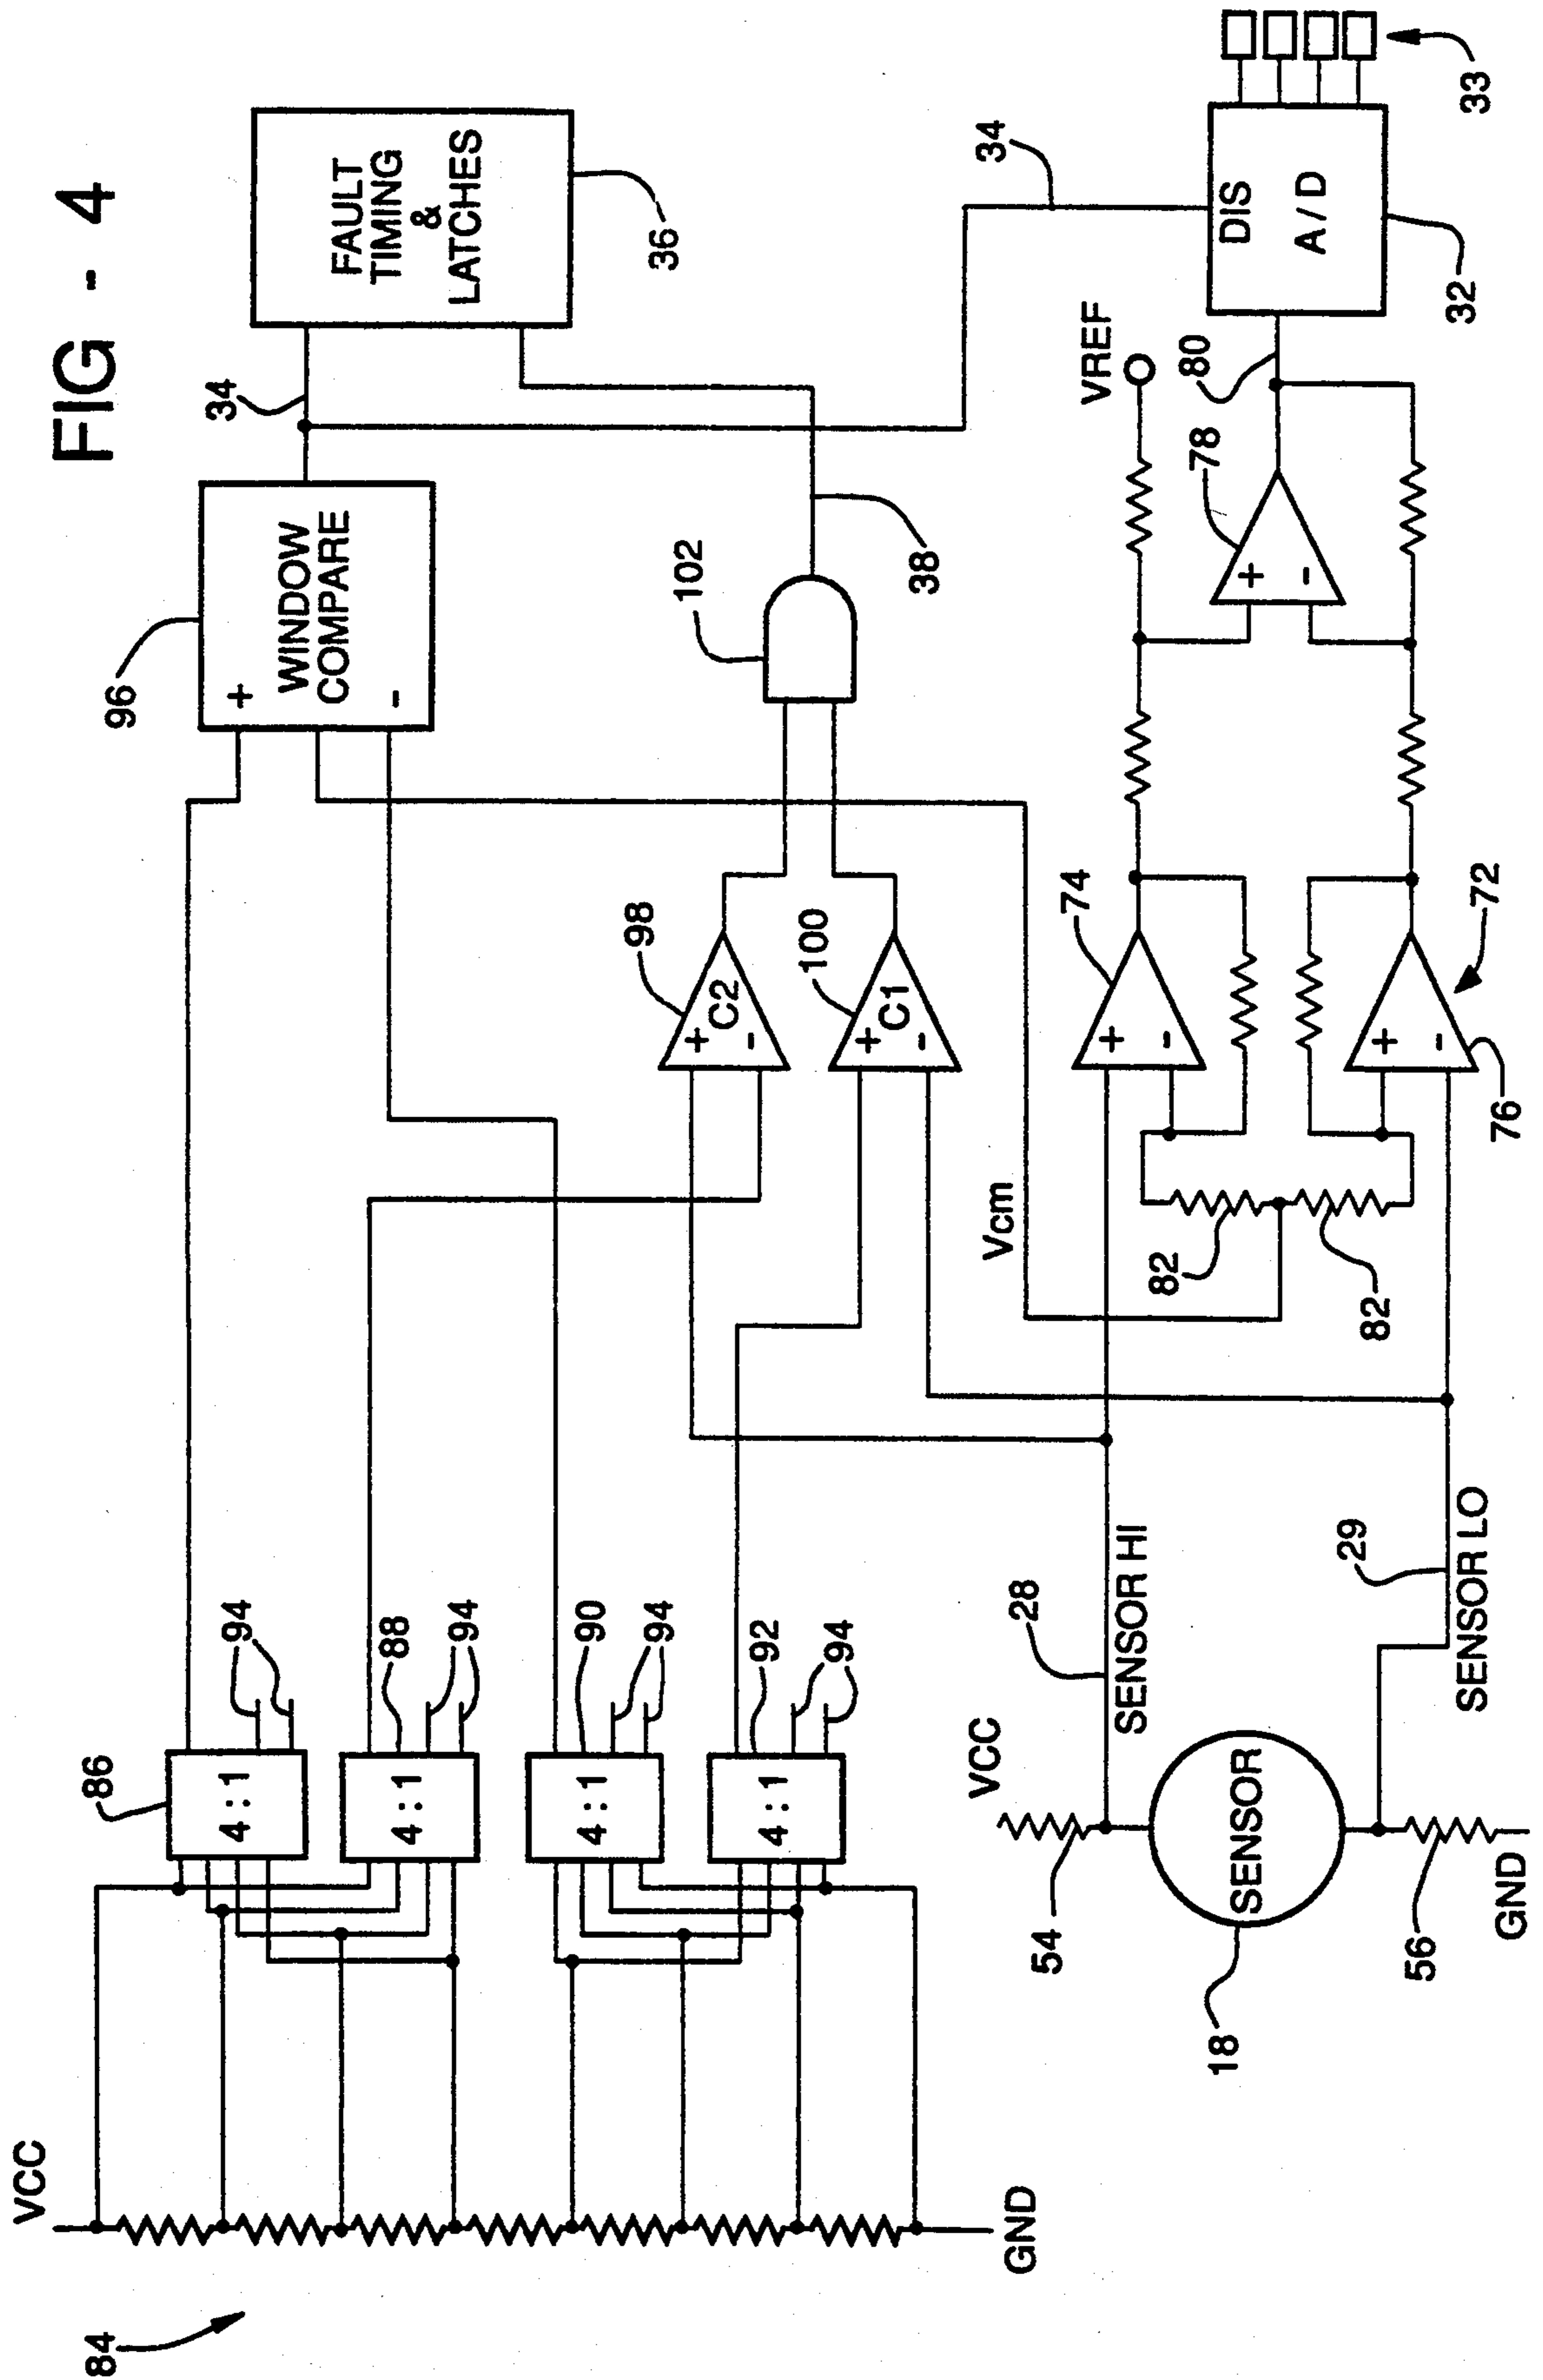 FIG - 4
VCC
84
GND
86
4 : 1
94
88
4 : 1
94
90
4 : 1
94
92
4 : 1
94
96
+
WINDOW
COMPARE
-
34
FAULT
TIMING
&
LATCHES
36
98
+
C2
-
100
+
C1
-
102
38
34
VCC
54
28
SENSOR HI
18
SENSOR
29
SENSOR LO
56
GND
Vcm
82
82
74
+
-
72
+
-
76
VREF
78
+
-
80
DIS
A / D
32
33